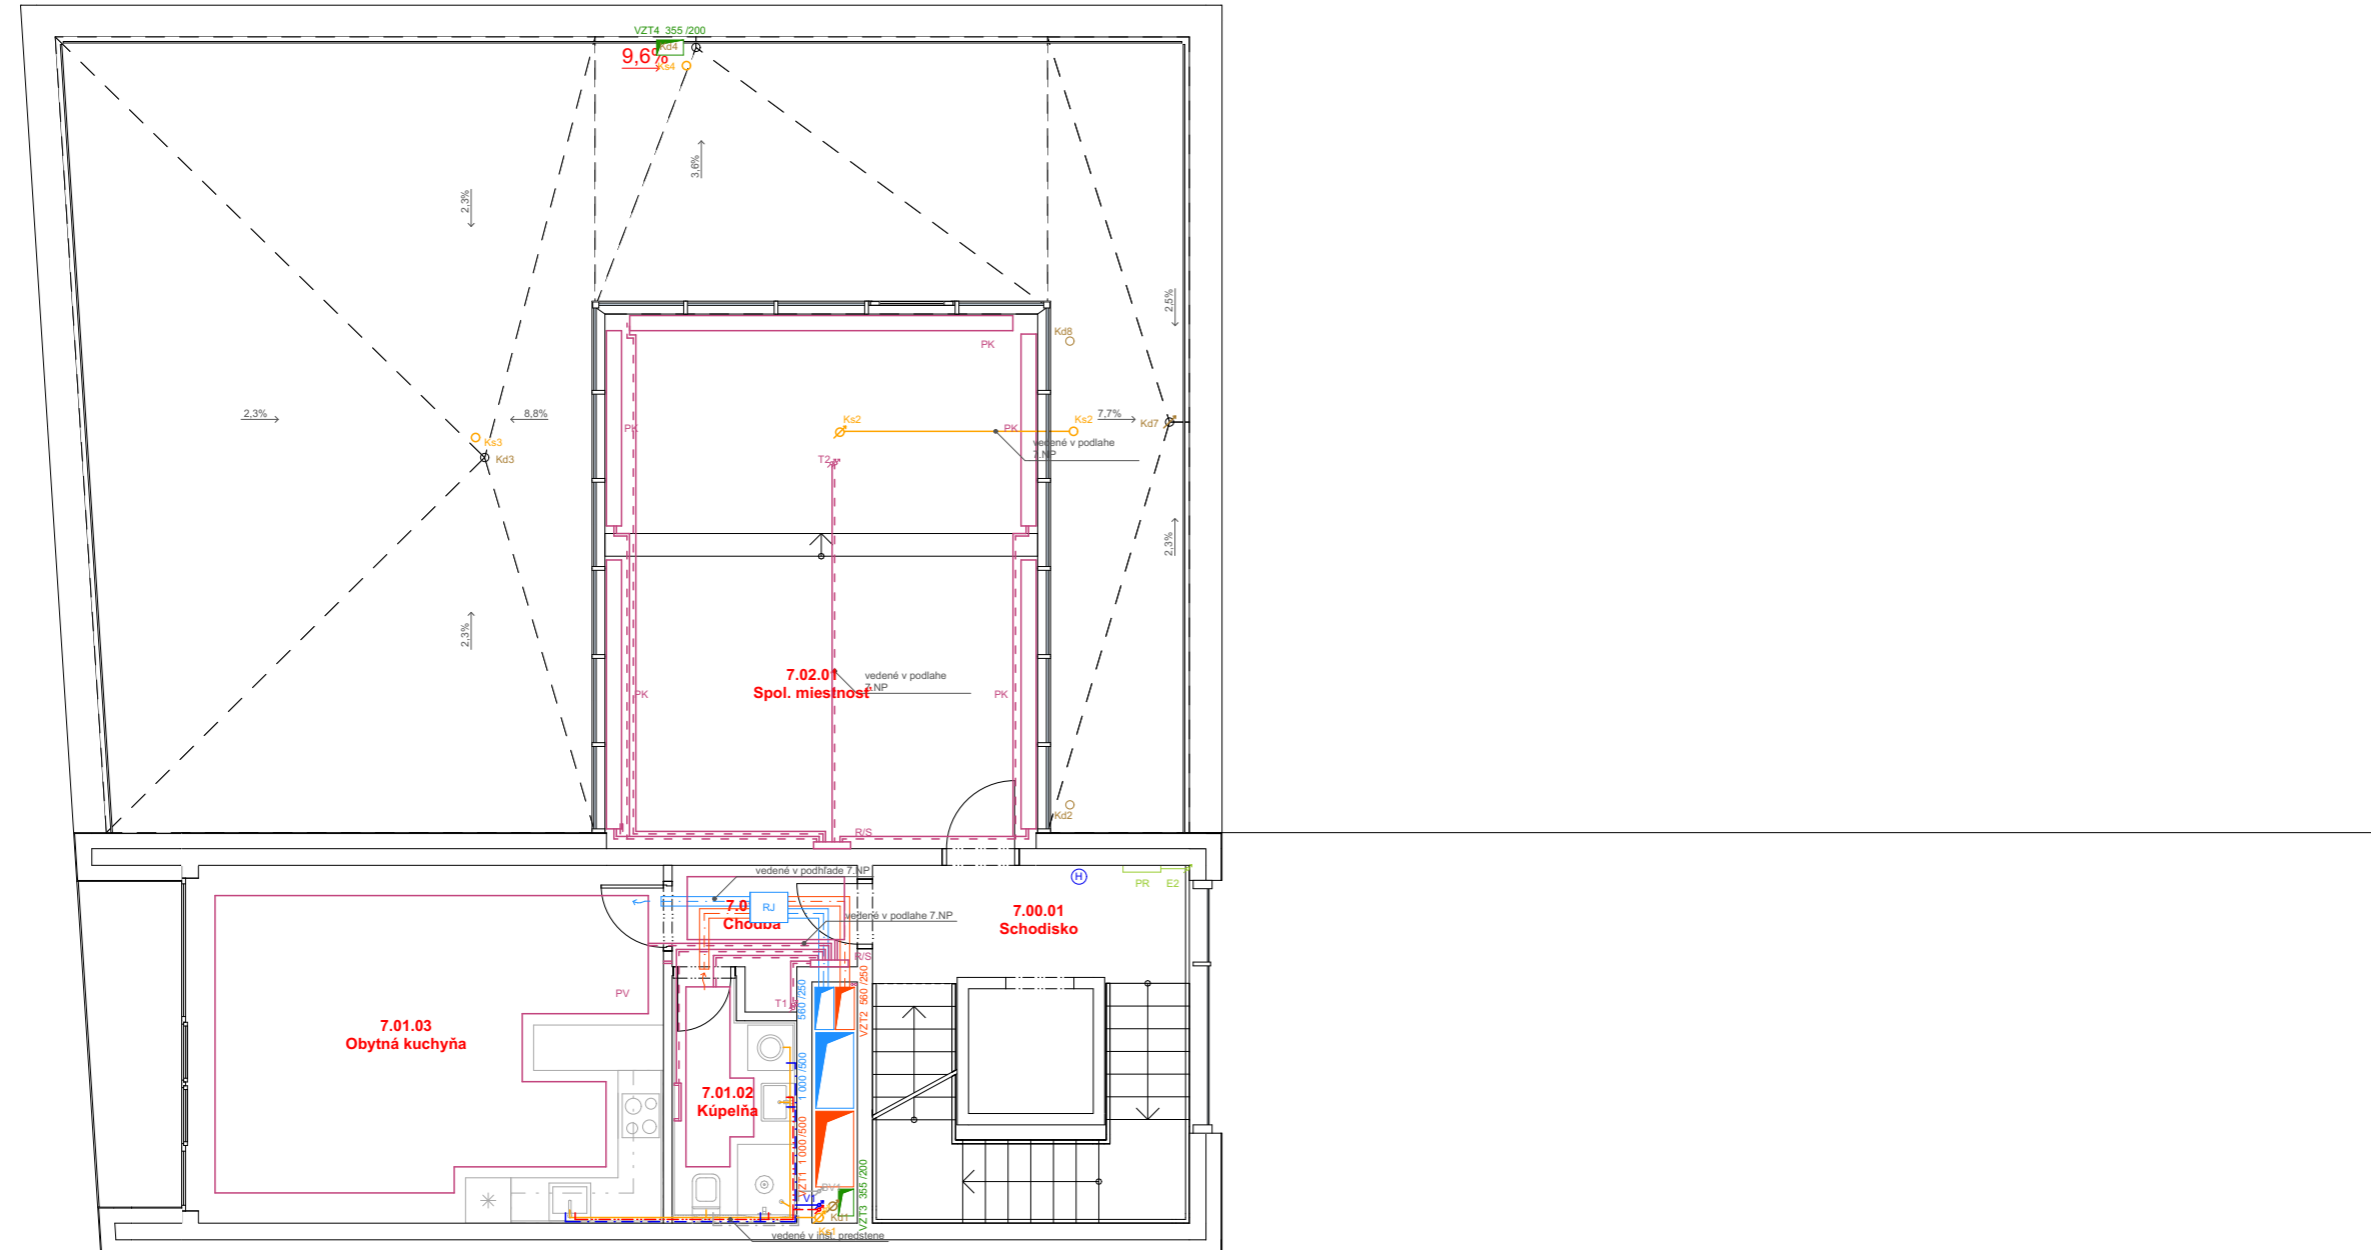 VZT4 355 /200
Kd4
9,6%
Ks4
3,6%
2,3%
2,5%
Kd8
PK
2,3%
8,8%
Ks2
Ks2
7,7%
Kd7
PK
PK
vedené v podlahe
7.NP
Ks3
Kd3
T2
2,3%
2,3%
7.02.01
Spol. miestnosť
vedené v podlahe
7.NP
PK
PK
Kd2
R/S
vedené v podhľade 7.NP
H
PR
E2
RJ
Chodba
vedené v podlahe 7.NP
7.00.01
Schodisko
R/S
PV
T1
560 /250
VZT2 560 /250
7.01.03
Obytná kuchyňa
1 000 /500
7.01.02
Kúpeľňa
VZT1 1 000 /500
VZT3 355 /200
V1
Kd1
Ks1
vedené v inšt. predstene